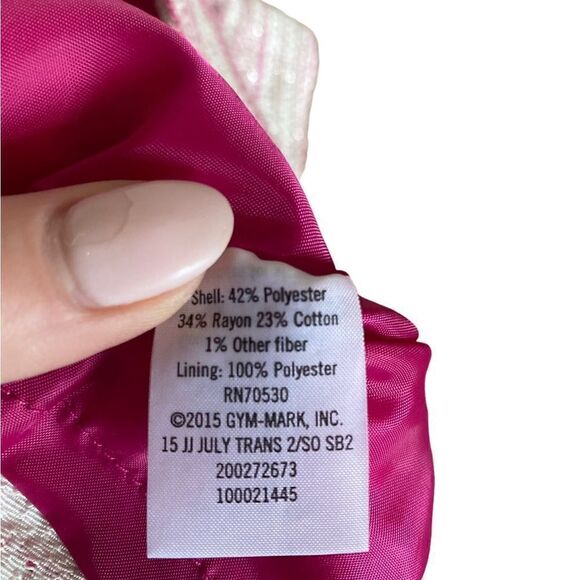 Shell: 42% Polyester
34% Rayon 23% Cotton
1% Other fiber
Lining: 100% Polyester
RN70530
©2015 GYM-MARK, INC.
15 JJ JULY TRANS 2/SO SB2
200272673
100021445